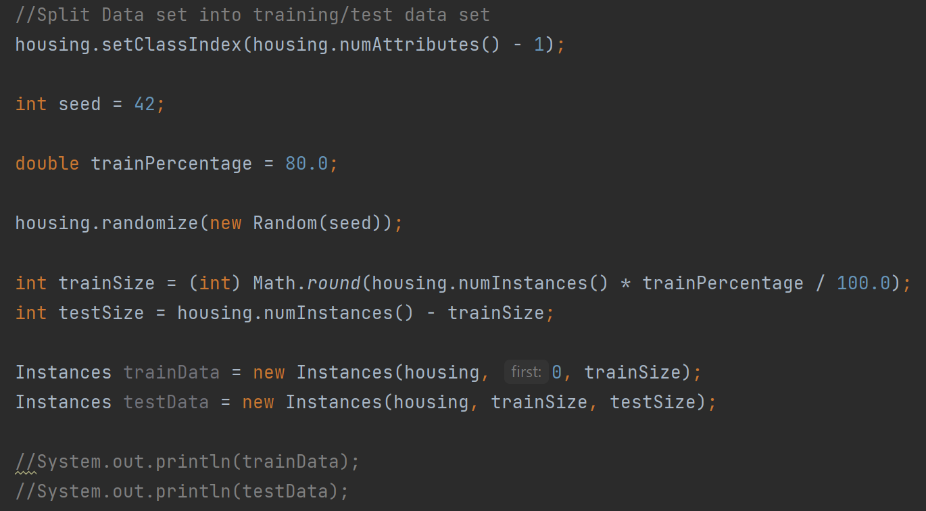 //Split Data set into training/test data set
housing.setClassIndex(housing.numAttributes() - 1);
int seed = 42;
double trainPercentage = 80.0;
housing.randomize(new Random(seed));
int trainSize = (int) Math.round(housing.numInstances() * trainPercentage / 100.0);
int testSize = housing.numInstances() - trainSize;
Instances trainData = new Instances(housing, first: 0, trainSize);
Instances testData = new Instances(housing, trainSize, testSize);
//System.out.println(trainData);
//System.out.println(testData);